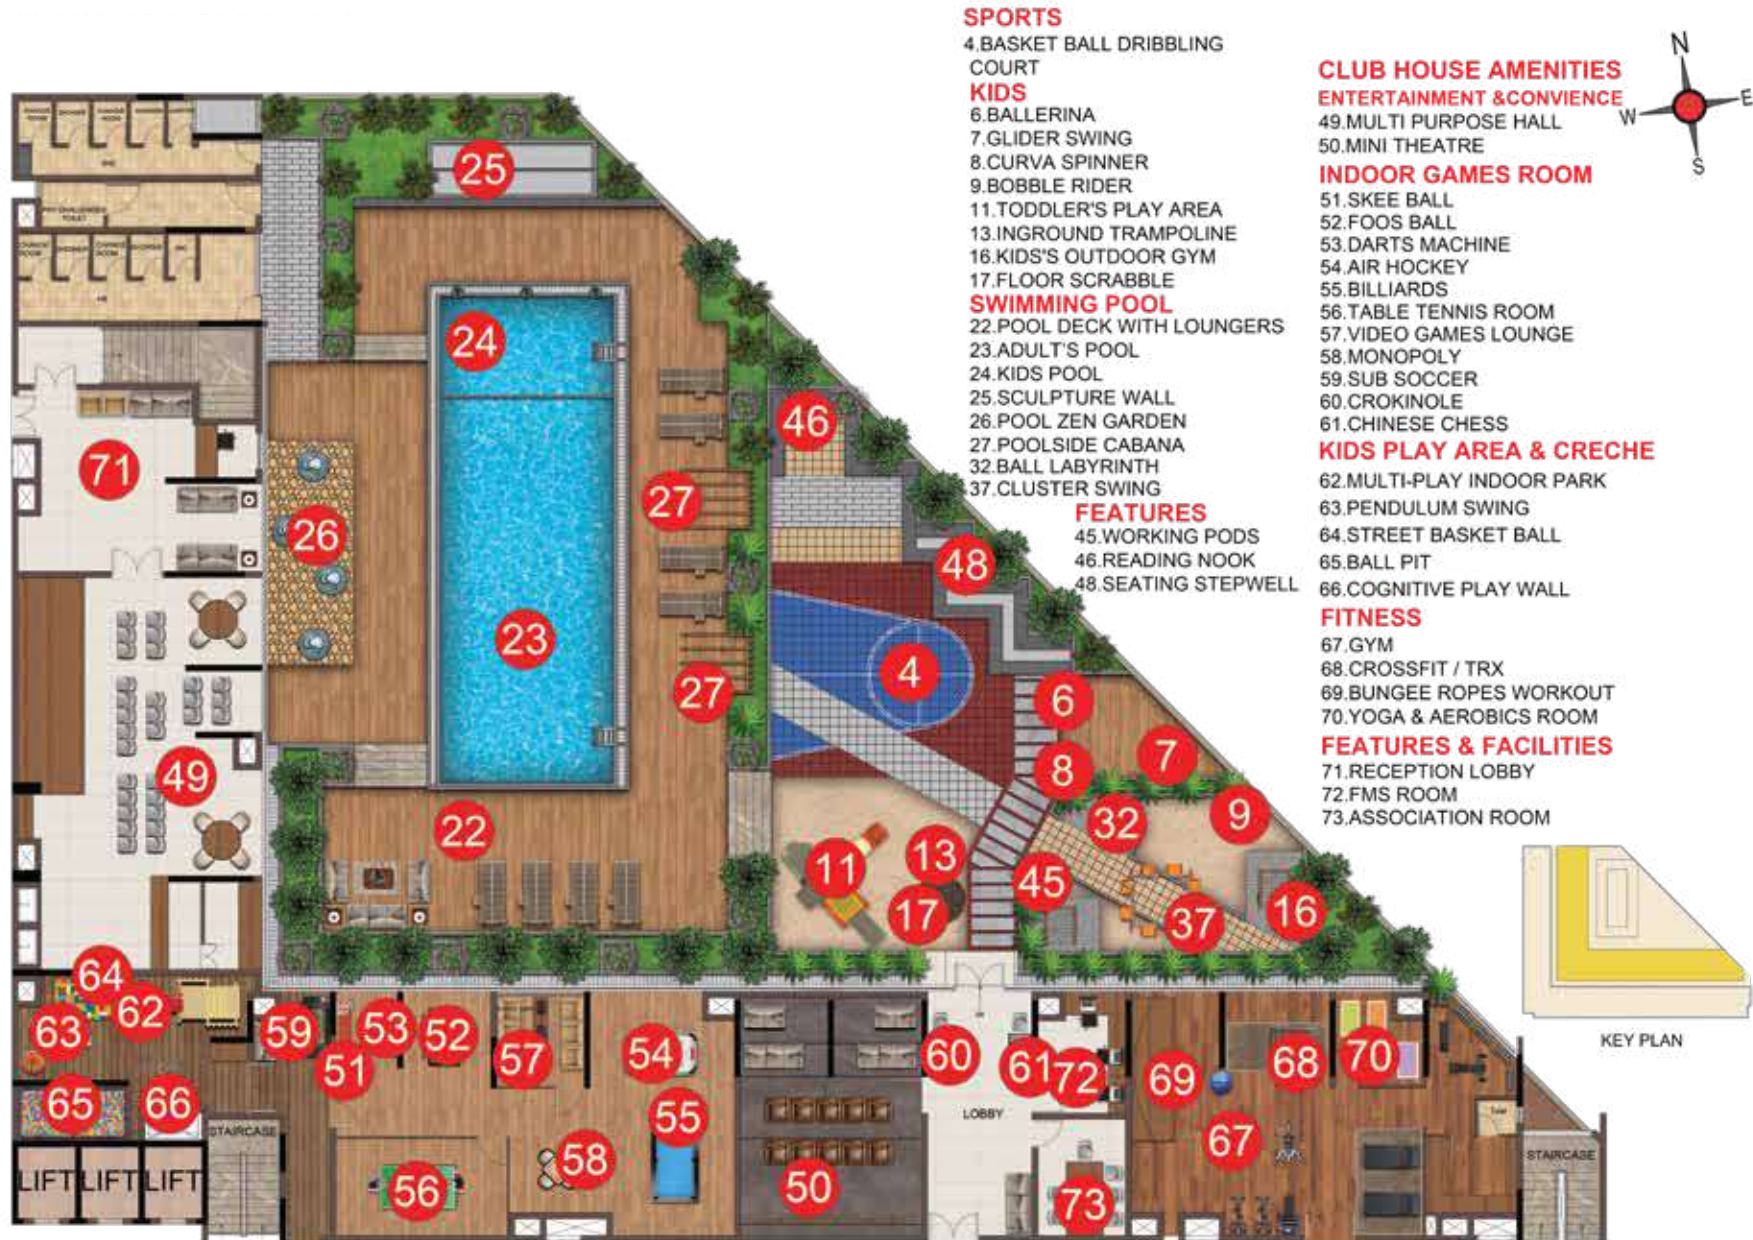 SPORTS
4.BASKET BALL DRIBBLING
COURT
KIDS
6.BALLERINA
7.GLIDER SWING
8.CURVA SPINNER
9.BOBBLE RIDER
11.TODDLER'S PLAY AREA
13.INGROUND TRAMPOLINE
16.KIDS'S OUTDOOR GYM
17.FLOOR SCRABBLE
SWIMMING POOL
22.POOL DECK WITH LOUNGERS
23.ADULT'S POOL
24.KIDS POOL
25.SCULPTURE WALL
26.POOL ZEN GARDEN
27.POOLSIDE CABANA
32.BALL LABYRINTH
37.CLUSTER SWING
FEATURES
45.WORKING PODS
46.READING NOOK
48.SEATING STEPWELL
CLUB HOUSE AMENITIES
ENTERTAINMENT &CONVIENCE
49.MULTI PURPOSE HALL
50.MINI THEATRE
INDOOR GAMES ROOM
51.SKEE BALL
52.FOOS BALL
53.DARTS MACHINE
54.AIR HOCKEY
55.BILLIARDS
56.TABLE TENNIS ROOM
57.VIDEO GAMES LOUNGE
58.MONOPOLY
59.SUB SOCCER
60.CROKINOLE
61.CHINESE CHESS
KIDS PLAY AREA & CRECHE
62.MULTI-PLAY INDOOR PARK
63.PENDULUM SWING
64.STREET BASKET BALL
65.BALL PIT
66.COGNITIVE PLAY WALL
FITNESS
67.GYM
68.CROSSFIT / TRX
69.BUNGEE ROPES WORKOUT
70.YOGA & AEROBICS ROOM
FEATURES & FACILITIES
71.RECEPTION LOBBY
72.FMS ROOM
73.ASSOCIATION ROOM
N
W
E
S
KEY PLAN
25
24
46
71
27
26
48
23
4
27
6
7
49
8
22
32
9
11
13
45
17
37
16
64
62
63
59
53
52
51
57
54
60
61
72
69
68
70
65
66
55
STAIRCASE
LOBBY
67
STAIRCASE
LIFT
LIFT
LIFT
56
58
50
73